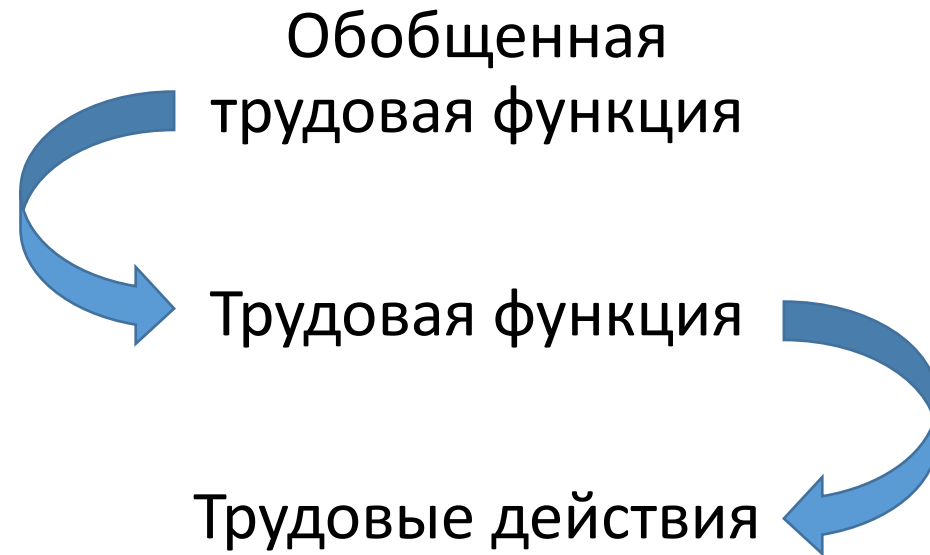 Обобщенная
трудовая функция
Трудовая функция
Трудовые действия